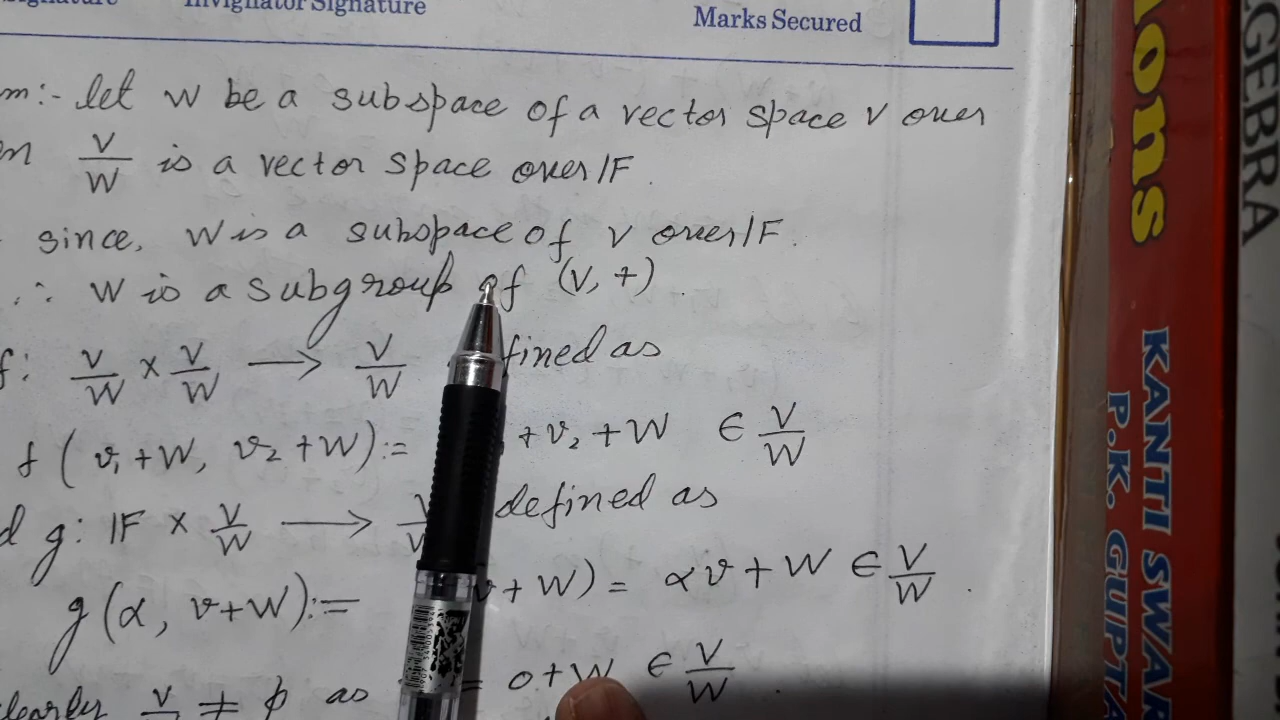 Invigilator Signature
Marks Secured
m:- let W be a subspace of a vector space V over
V/W is a vector space over IF.
since, W is a subspace of V over IF.
∴ W is a subgroup of (V, +).
f: V/W × V/W ⟶ V/W fined as
f(v₁+W, v₂+W):= +v₂+W ∈ V/W
d g: IF × V/W ⟶ V defined as
g(α, v+W):= v+W) = αv+W ∈ V/W.
learly V ≠ ϕ as = 0+W ∈ V/W.
ons
KANTI SWAR
P.K. GUPTA
GEBRA